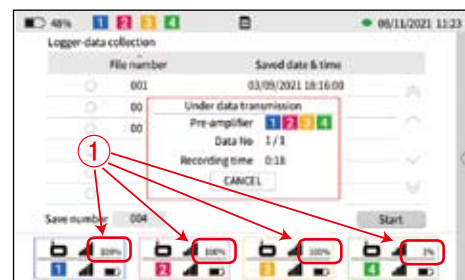 48% 1 2 3 4 08/11/2021 11:23
Logger-data collection
File number Saved date & time
001 03/09/2021 18:16:00
00 Under data transmission
00 Pre-amplifier 1 2 3 4
Data No 1/1
Recording time 0:18
CANCEL
①
Save number 004 Start
100% 100% 100%
1 2 3 4